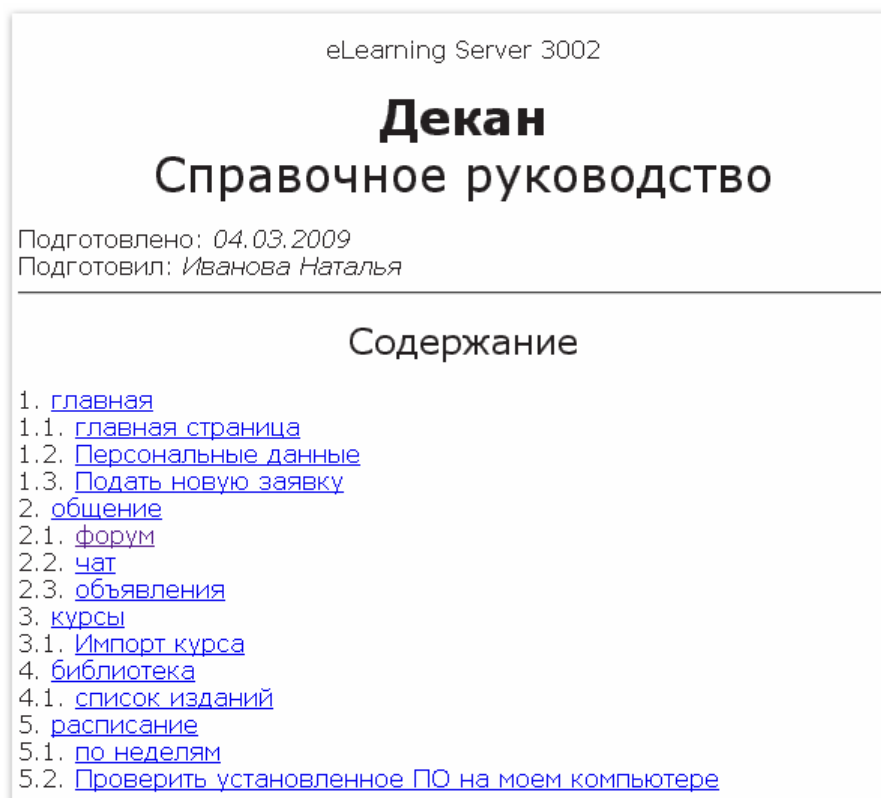 eLearning Server 3002
Декан
Справочное руководство
Подготовлено: 04.03.2009
Подготовил: Иванова Наталья
Содержание
1. главная
1.1. главная страница
1.2. Персональные данные
1.3. Подать новую заявку
2. общение
2.1. форум
2.2. чат
2.3. объявления
3. курсы
3.1. Импорт курса
4. библиотека
4.1. список изданий
5. расписание
5.1. по неделям
5.2. Проверить установленное ПО на моем компьютере